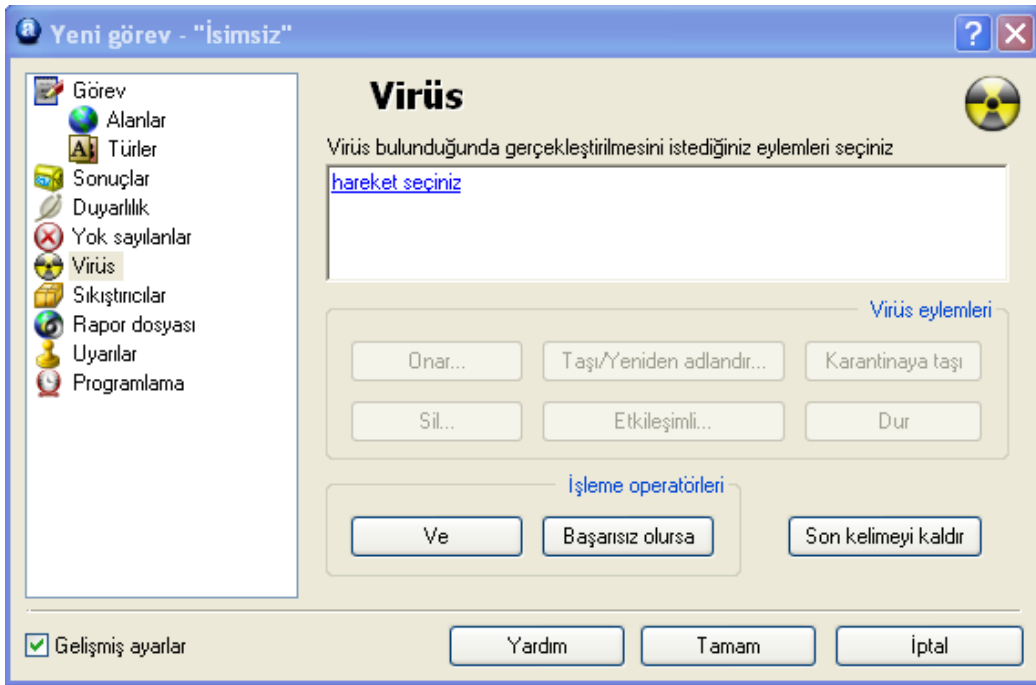 Yeni görev - "İsimsiz"
Görev
Alanlar
Türler
Sonuçlar
Duyarlılık
Yok sayılanlar
Virüs
Sıkıştırıcılar
Rapor dosyası
Uyarılar
Programlama
Virüs
Virüs bulunduğunda gerçekleştirilmesini istediğiniz eylemleri seçiniz
hareket seçiniz
Virüs eylemleri
Onar...
Taşı/Yeniden adlandır...
Karantinaya taşı
Sil...
Etkileşimli...
Dur
İşleme operatörleri
Ve
Başarısız olursa
Son kelimeyi kaldır
Gelişmiş ayarlar
Yardım
Tamam
İptal